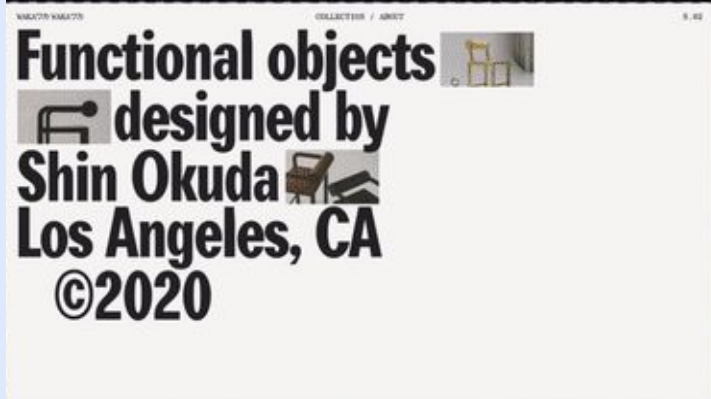 COLLECTION / ABOUT
Functional objects
designed by
Shin Okuda
Los Angeles, CA
©2020